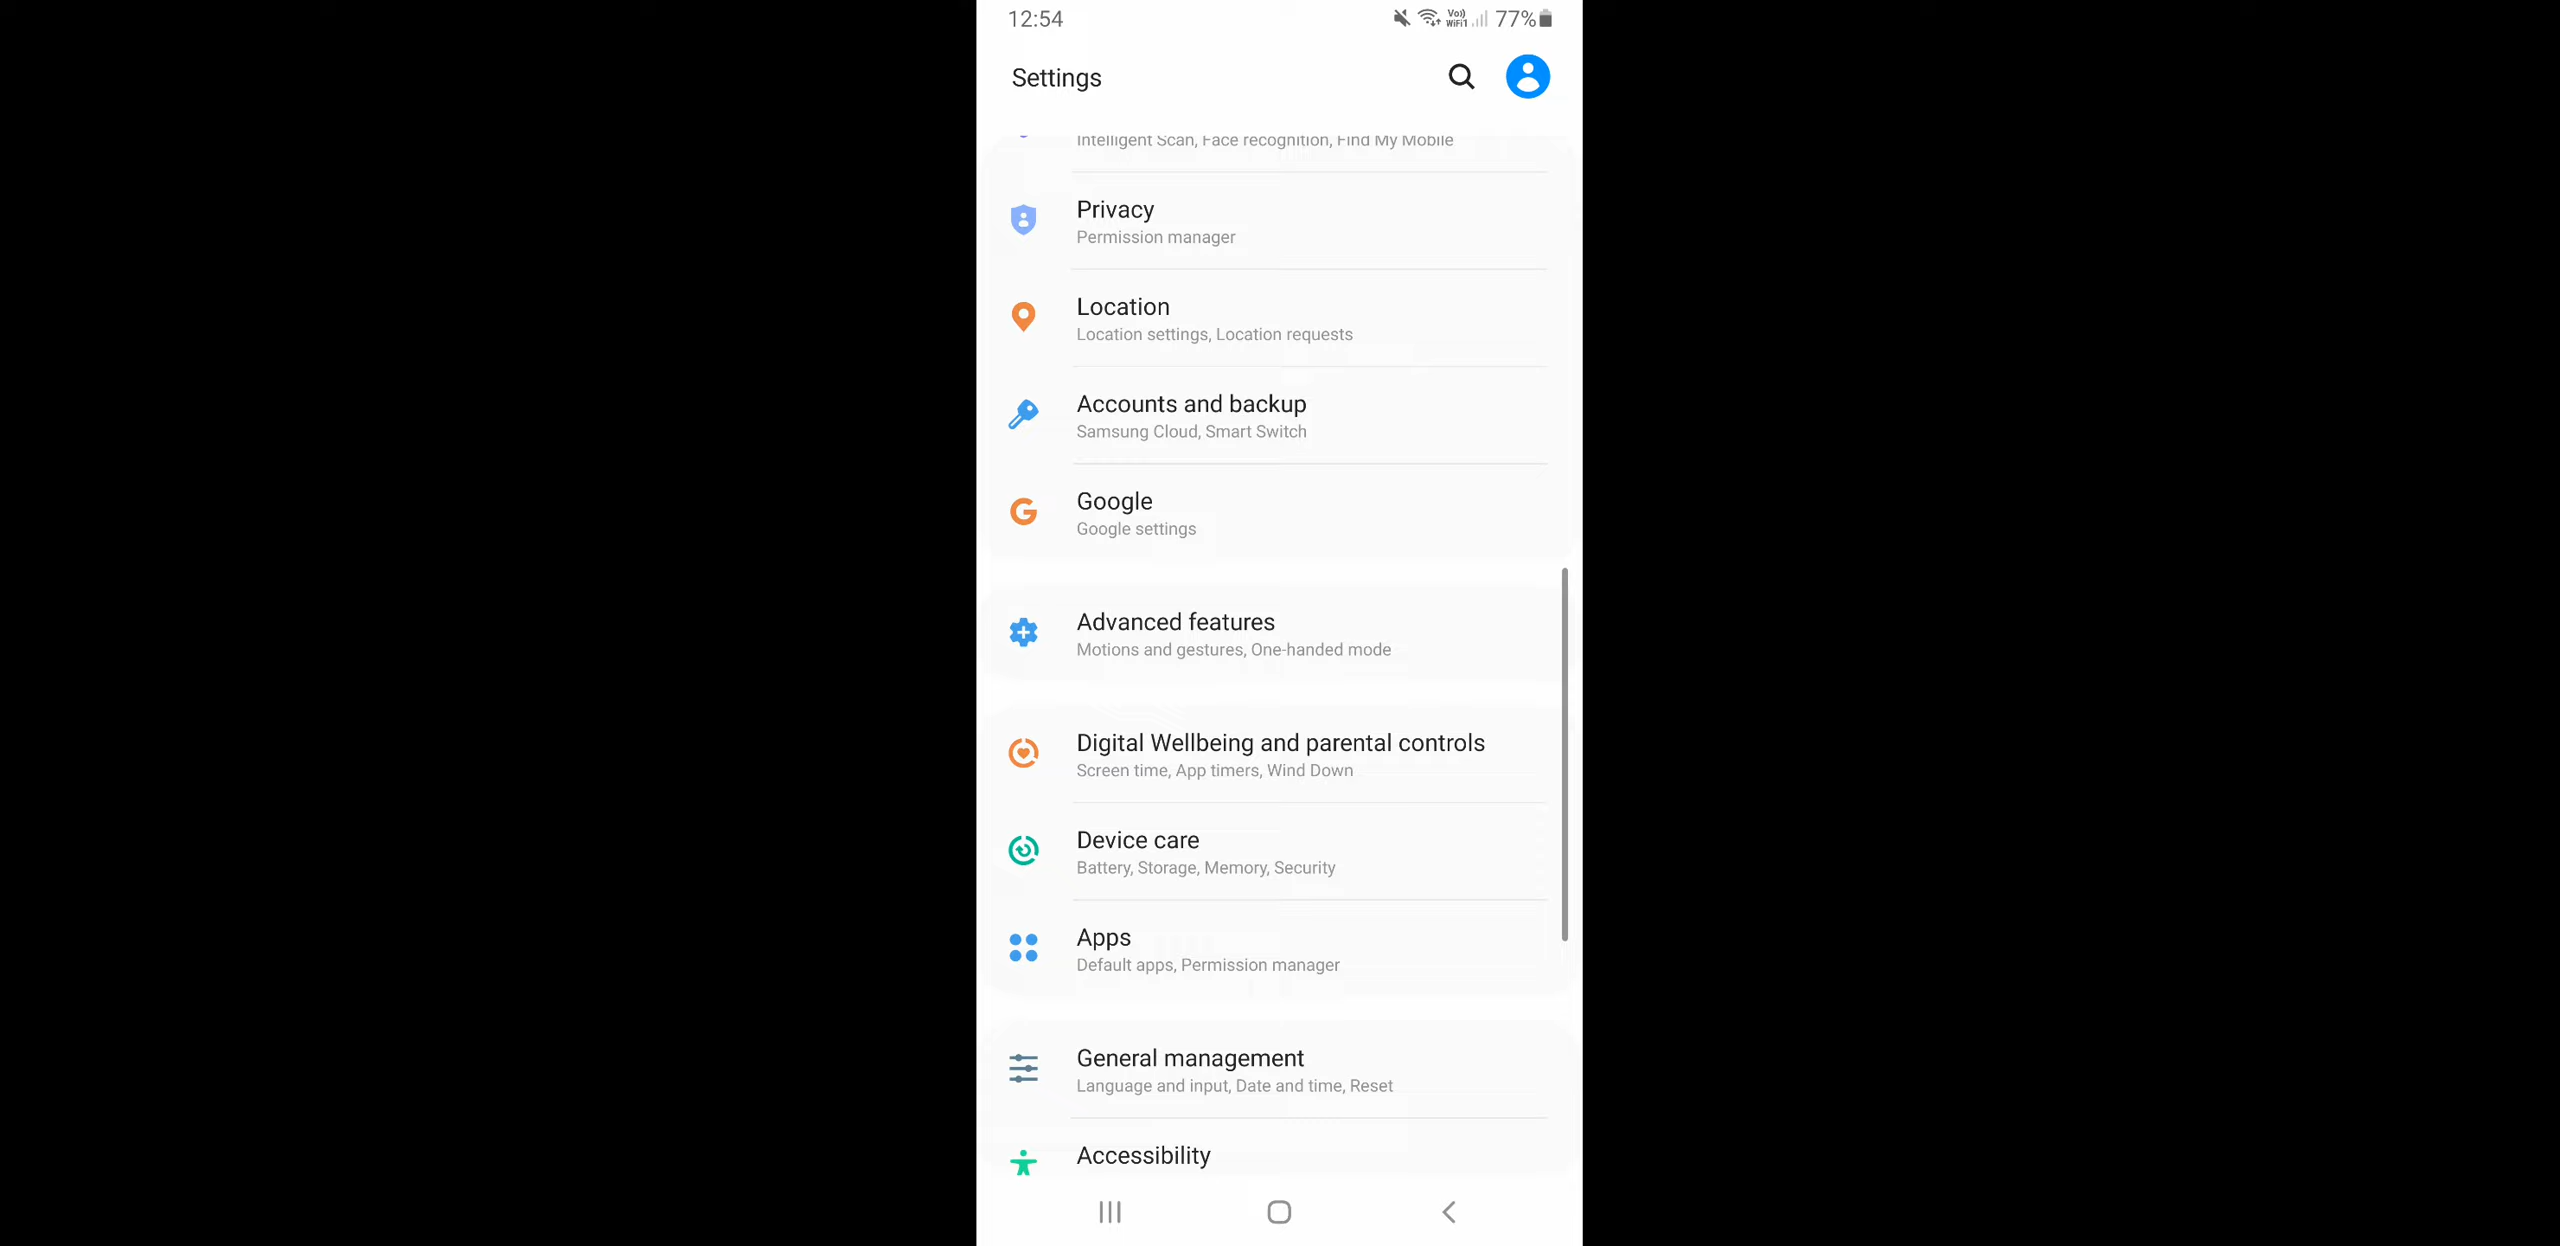 12:54
Vo)) WiFi1 77%
Settings
Intelligent Scan, Face recognition, Find My Mobile
Privacy
Permission manager
Location
Location settings, Location requests
Accounts and backup
Samsung Cloud, Smart Switch
Google
Google settings
Advanced features
Motions and gestures, One-handed mode
Digital Wellbeing and parental controls
Screen time, App timers, Wind Down
Device care
Battery, Storage, Memory, Security
Apps
Default apps, Permission manager
General management
Language and input, Date and time, Reset
Accessibility